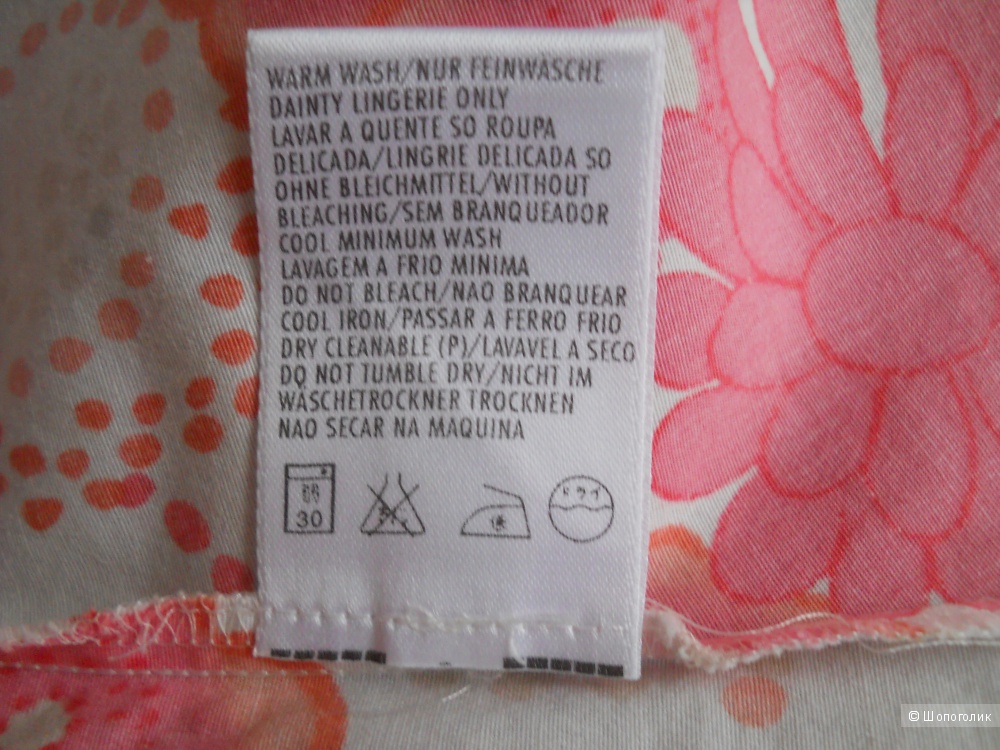 WARM WASH/NUR FEINWÄSCHE
DAINTY LINGERIE ONLY
LAVAR A QUENTE SO ROUPA
DELICADA/LINGRIE DELICADA SO
OHNE BLEICHMITTEL/WITHOUT
BLEACHING/SEM BRANQUEADOR
COOL MINIMUM WASH
LAVAGEM A FRIO MINIMA
DO NOT BLEACH/NAO BRANQUEAR
COOL IRON/PASSAR A FERRO FRIO
DRY CLEANABLE (P)/LAVAVEL A SECO
DO NOT TUMBLE DRY/NICHT IM
WÄSCHETROCKNER TROCKNEN
NAO SECAR NA MAQUINA
30
ドライ
© Шопоголик